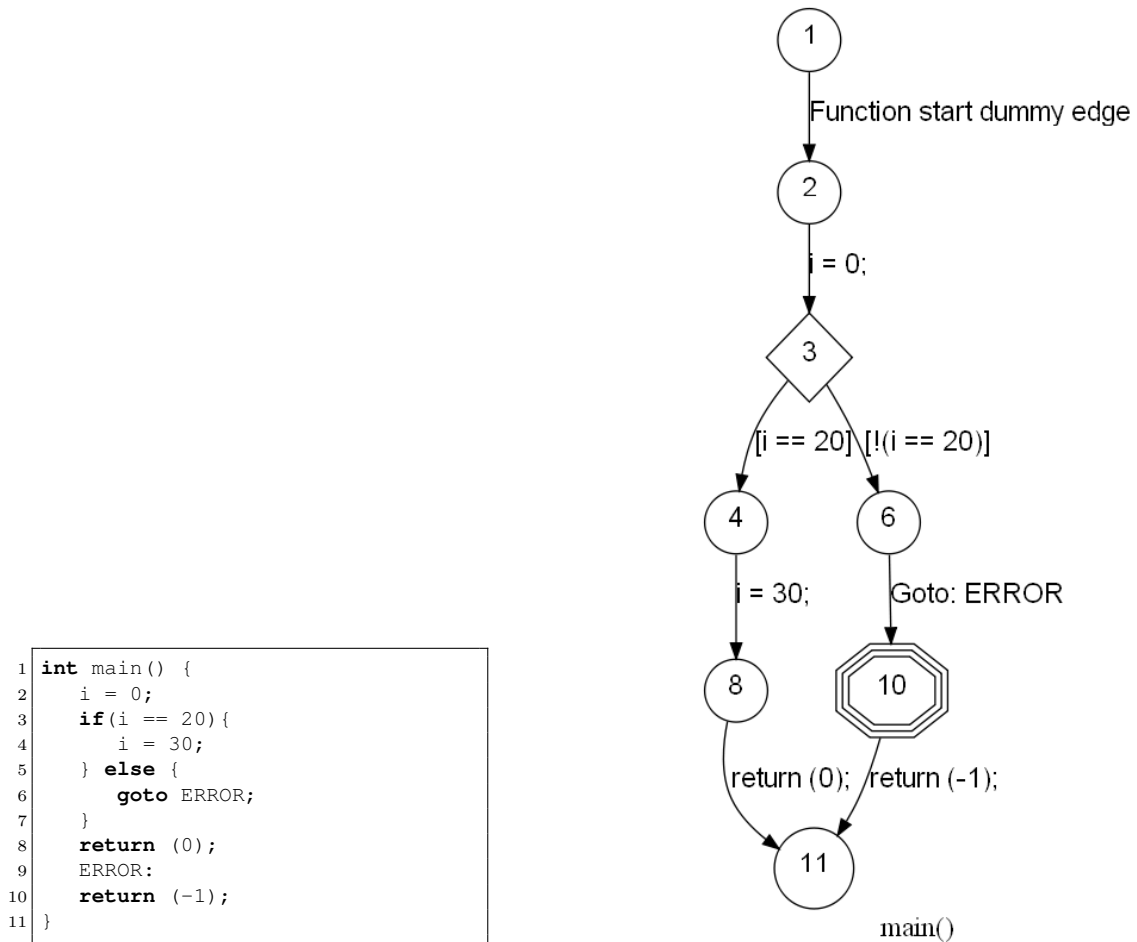 1 int main() {
2 i = 0;
3 if(i == 20){
4 i = 30;
5 } else {
6 goto ERROR;
7 }
8 return (0);
9 ERROR:
10 return (-1);
11 }
1
Function start dummy edge
2
i = 0;
3
[i == 20] [!(i == 20)]
4 6
i = 30; Goto: ERROR
8 10
return (0); return (-1);
11
main()